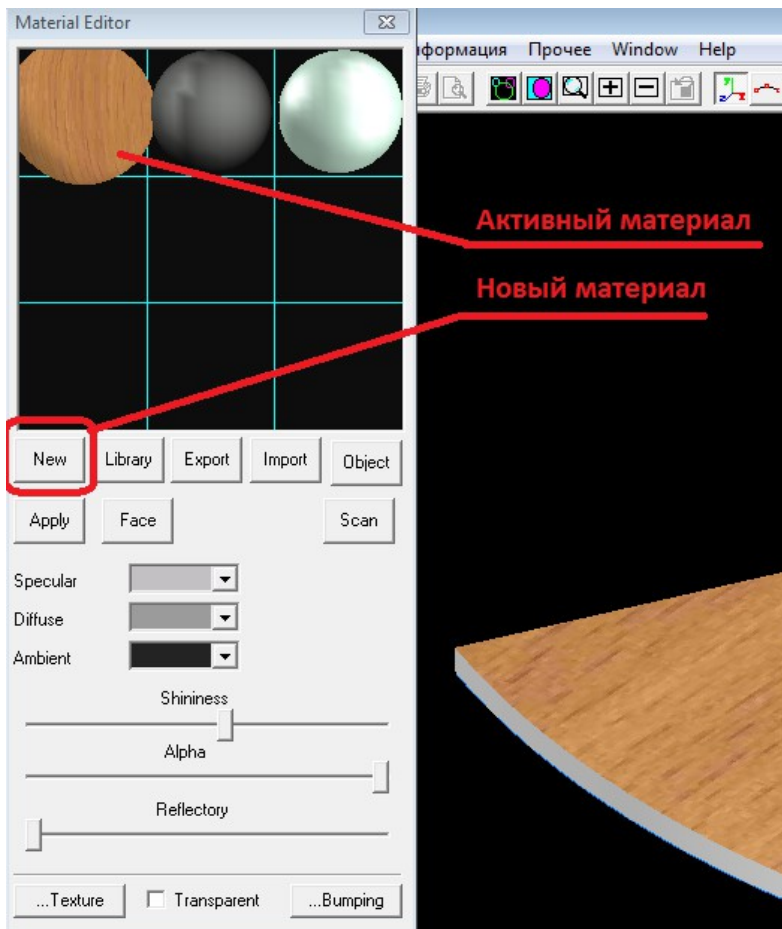 Material Editor
нформация Прочее Window Help
Активный материал
Новый материал
New Library Export Import Object
Apply Face Scan
Specular
Diffuse
Ambient
Shininess
Alpha
Reflectory
...Texture Transparent ...Bumping